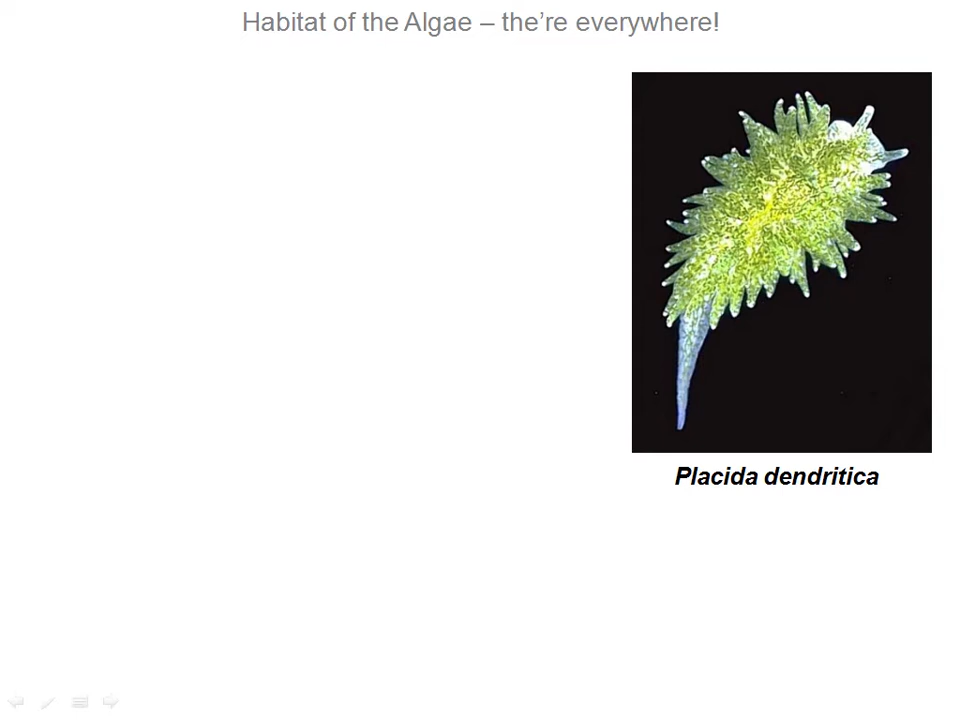 Habitat of the Algae – the’re everywhere!
Placida dendritica